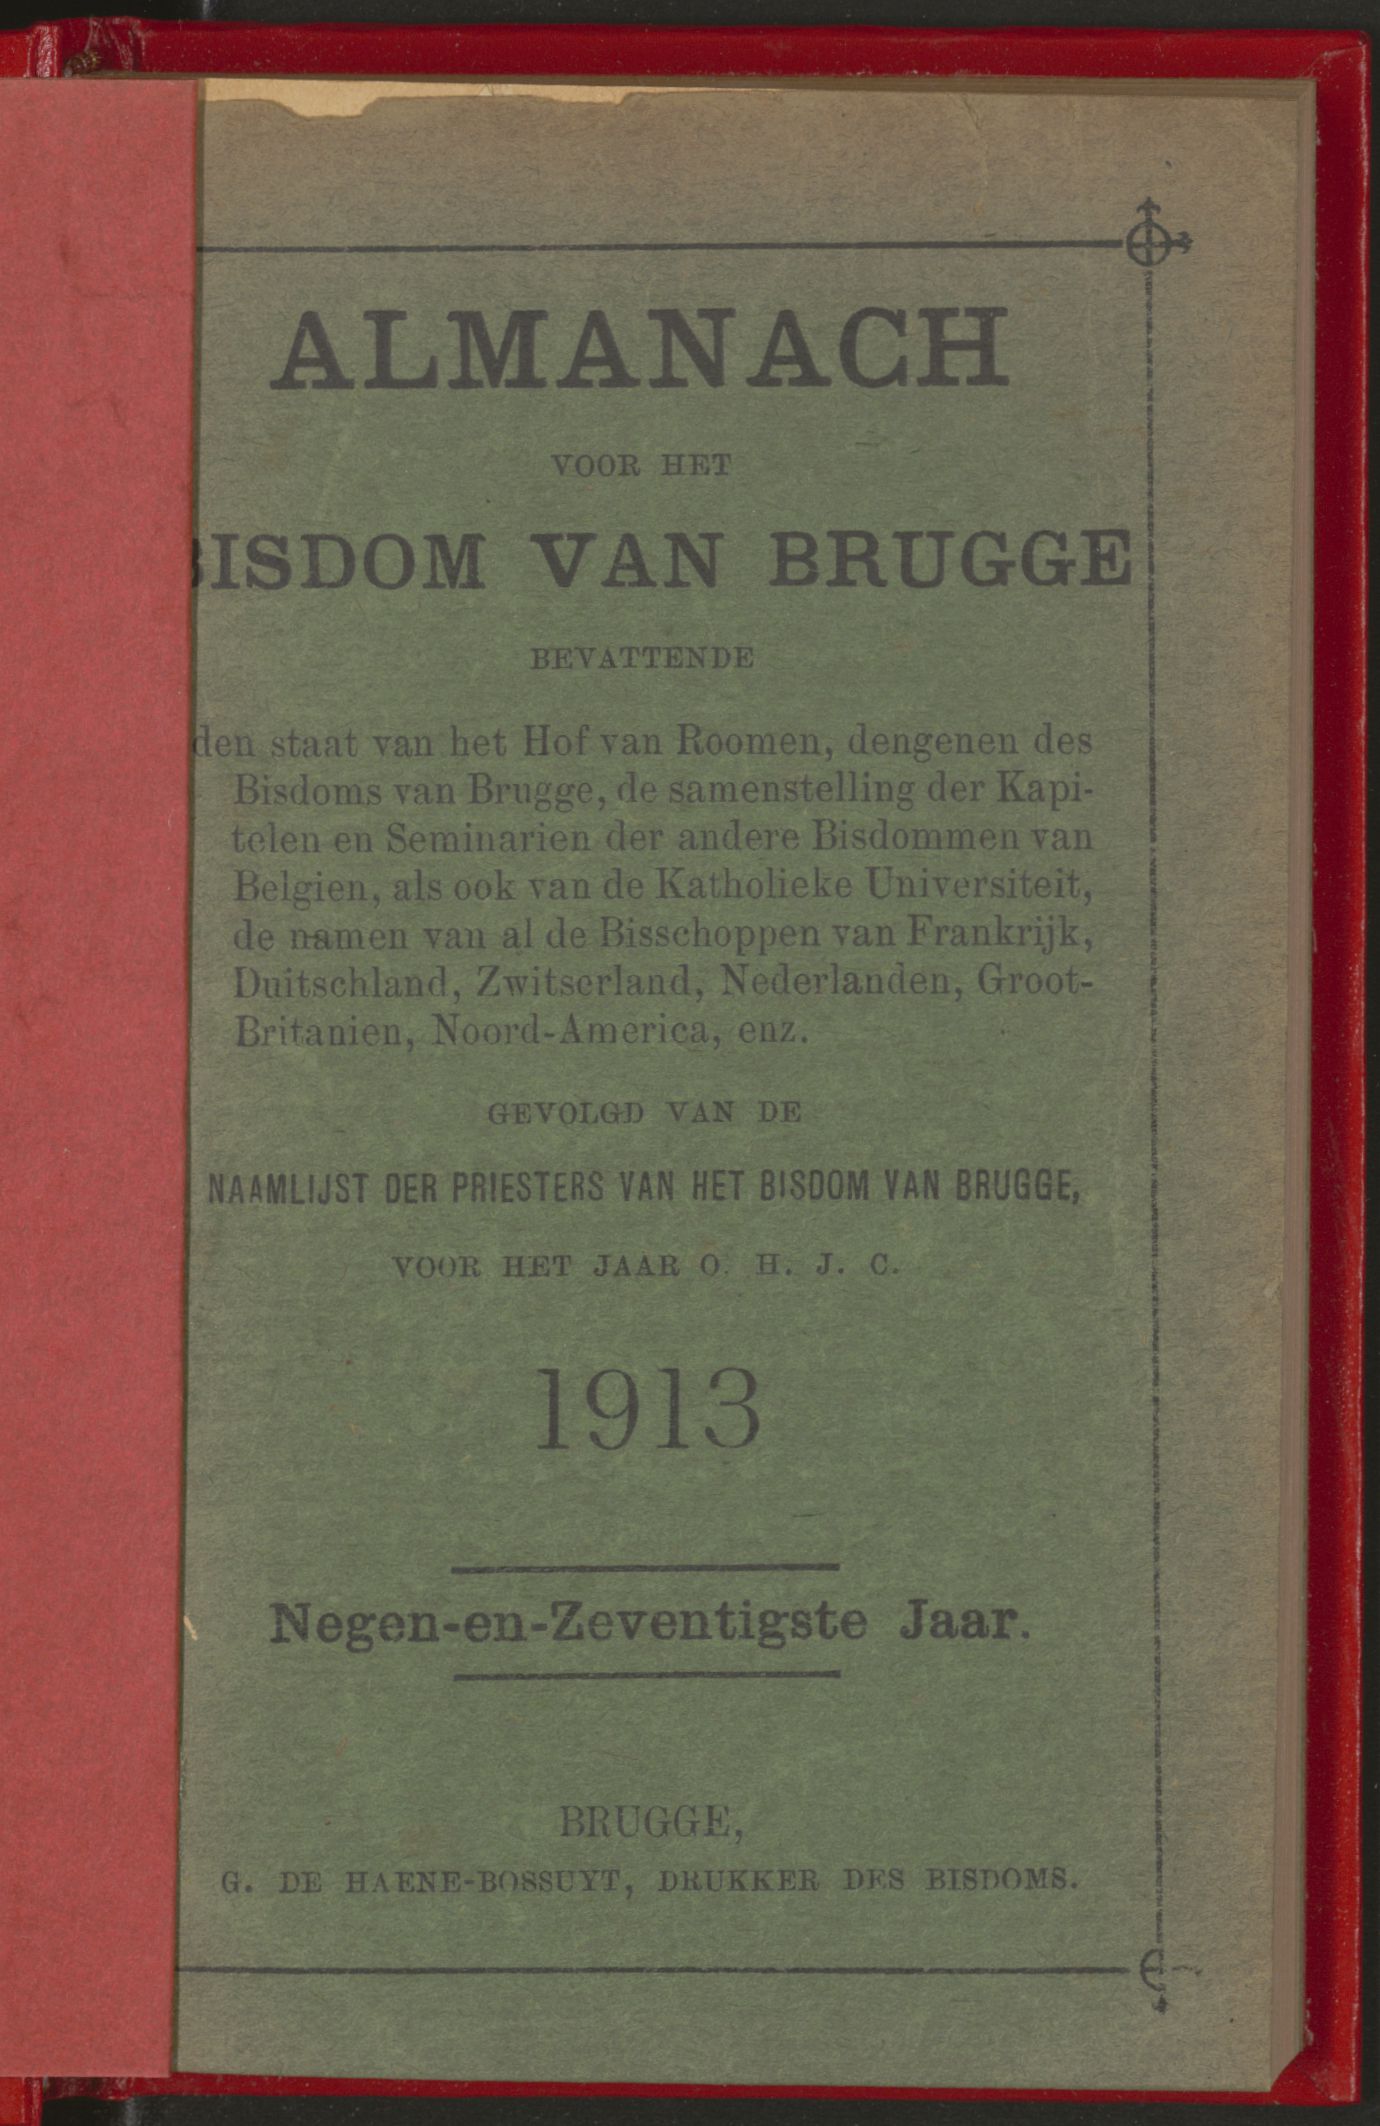 ALMANACH
VOOR HET
BISDOM VAN BRUGGE
BEVATTENDE
den staat van het Hof van Roomen, dengenen des
Bisdoms van Brugge, de samenstelling der Kapi-
telen en Seminarien der andere Bisdommen van
Belgien, als ook van de Katholieke Universiteit,
de namen van al de Bisschoppen van Frankrijk,
Duitschland, Zwitserland, Nederlanden, Groot-
Britanien, Noord-America, enz.
GEVOLGD VAN DE
NAAMLIJST DER PRIESTERS VAN HET BISDOM VAN BRUGGE,
VOOR HET JAAR O. H. J. C.
1913
Negen-en-Zeventigste Jaar.
BRUGGE,
G. DE HAENE-BOSSUYT, DRUKKER DES BISDOMS.